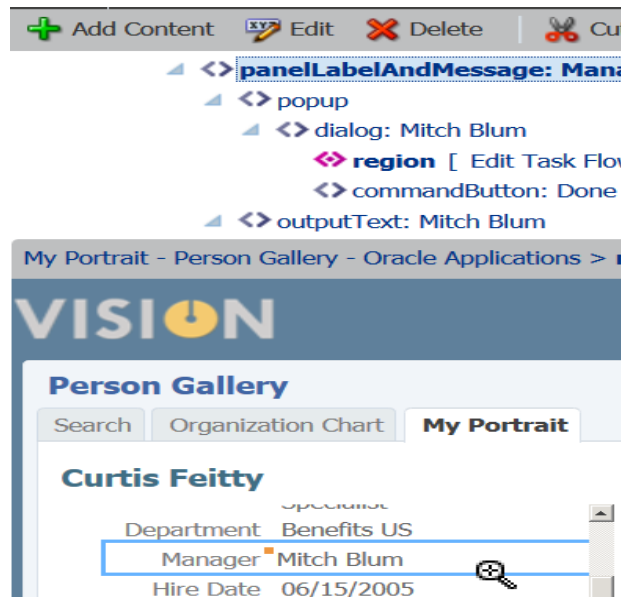 Add Content Edit Delete Cu
<> panelLabelAndMessage: Mana
<> popup
<> dialog: Mitch Blum
region [ Edit Task Flo
<> commandButton: Done
<> outputText: Mitch Blum
My Portrait - Person Gallery - Oracle Applications >
VISION
Person Gallery
Search Organization Chart My Portrait
Curtis Feitty
Specialist
Department Benefits US
Manager Mitch Blum
Hire Date 06/15/2005